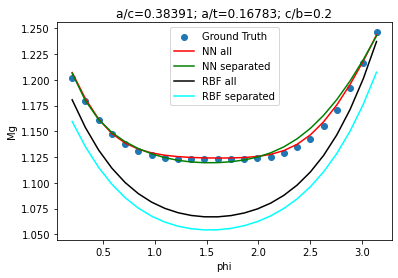 a/c=0.38391; a/t=0.16783; c/b=0.2
Ground Truth
NN all
NN separated
RBF all
RBF separated
1.250
1.225
1.200
1.175
1.150
1.125
1.100
1.075
1.050
Mg
0.5
1.0
1.5
2.0
2.5
3.0
phi